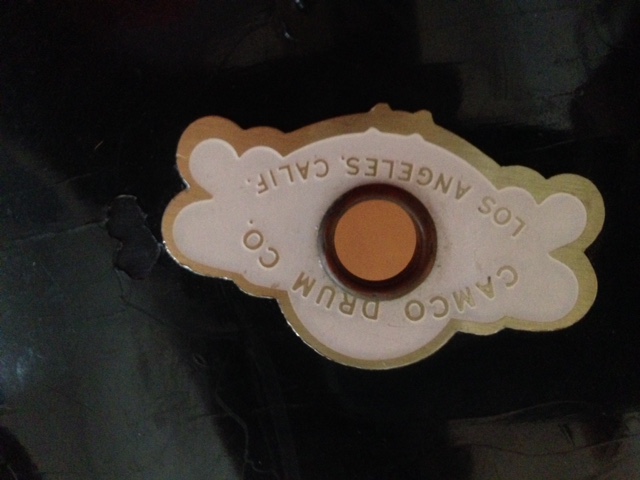 CAMCO DRUM CO.
LOS ANGELES, CALIF.